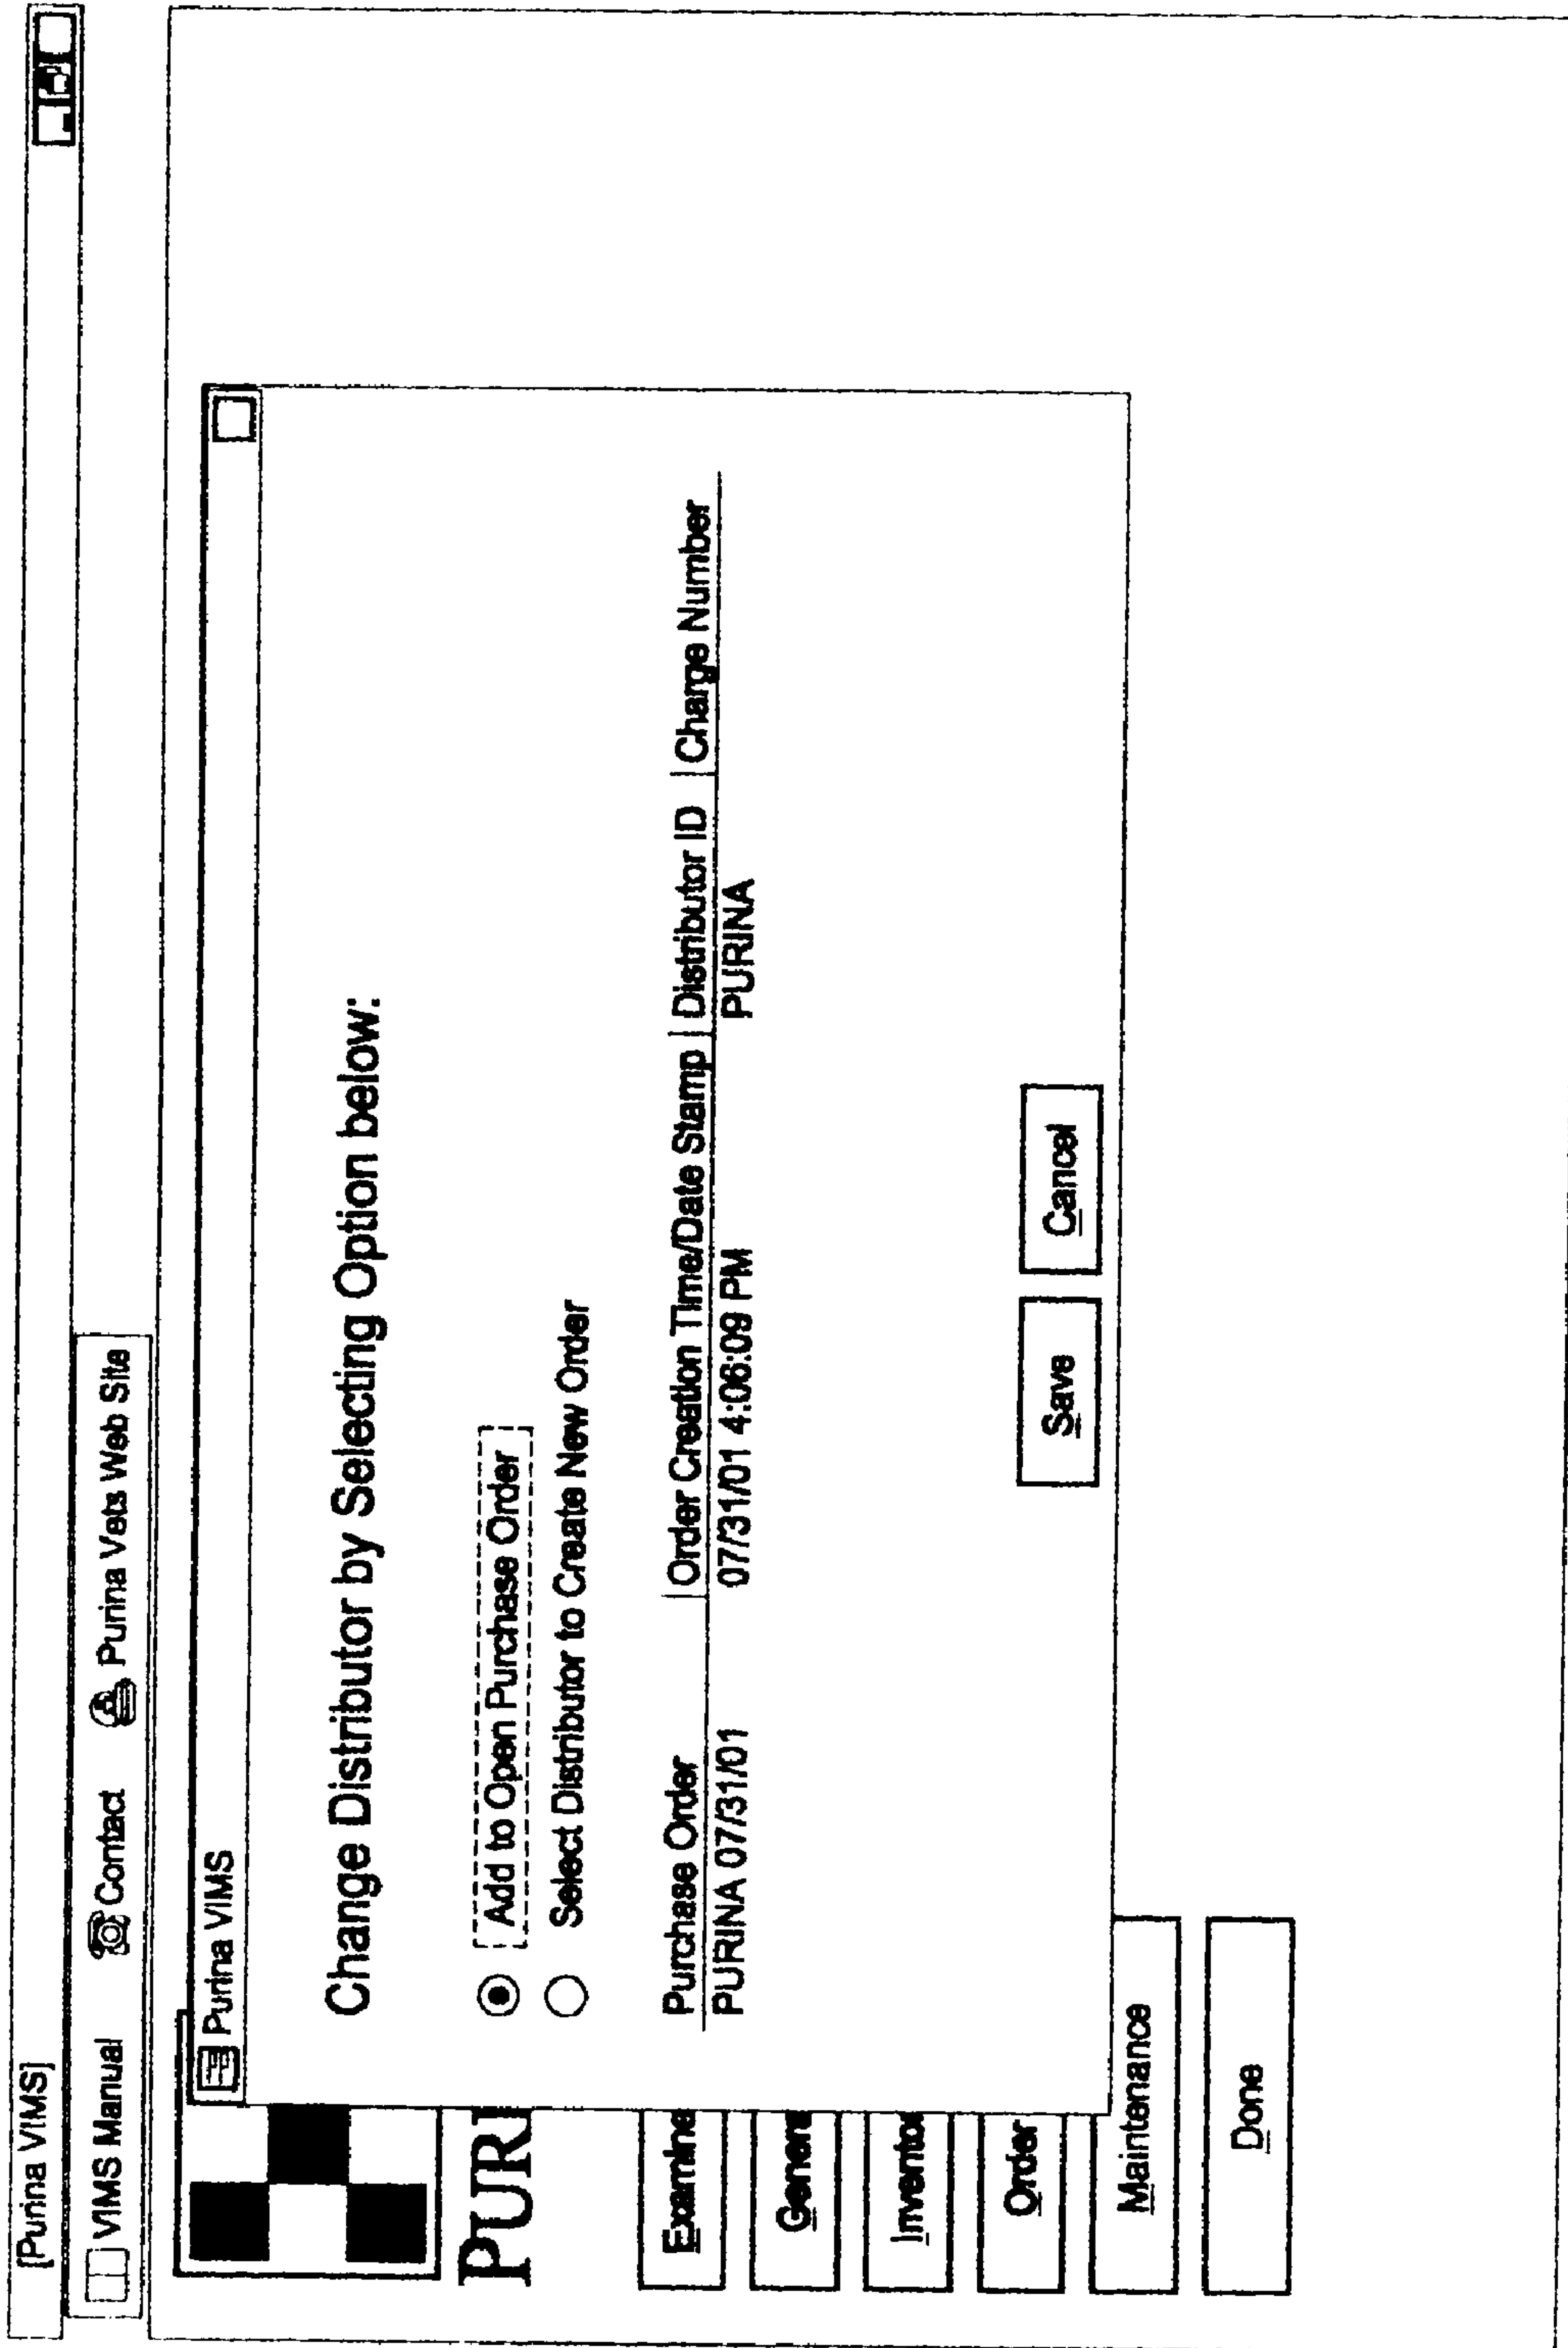 [Purina VIMS]
VIMS Manual Contact Purina Vets Web Site
Purina VIMS
Change Distributor by Selecting Option below:
Add to Open Purchase Order
Select Distributor to Create New Order
Purchase Order Order Creation Time/Date Stamp Distributor ID Charge Number
PURINA 07/31/01 07/31/01 4:06:09 PM PURINA
Save Cancel
PURI
Examine
Genera
Inventor
Order
Maintenance
Done